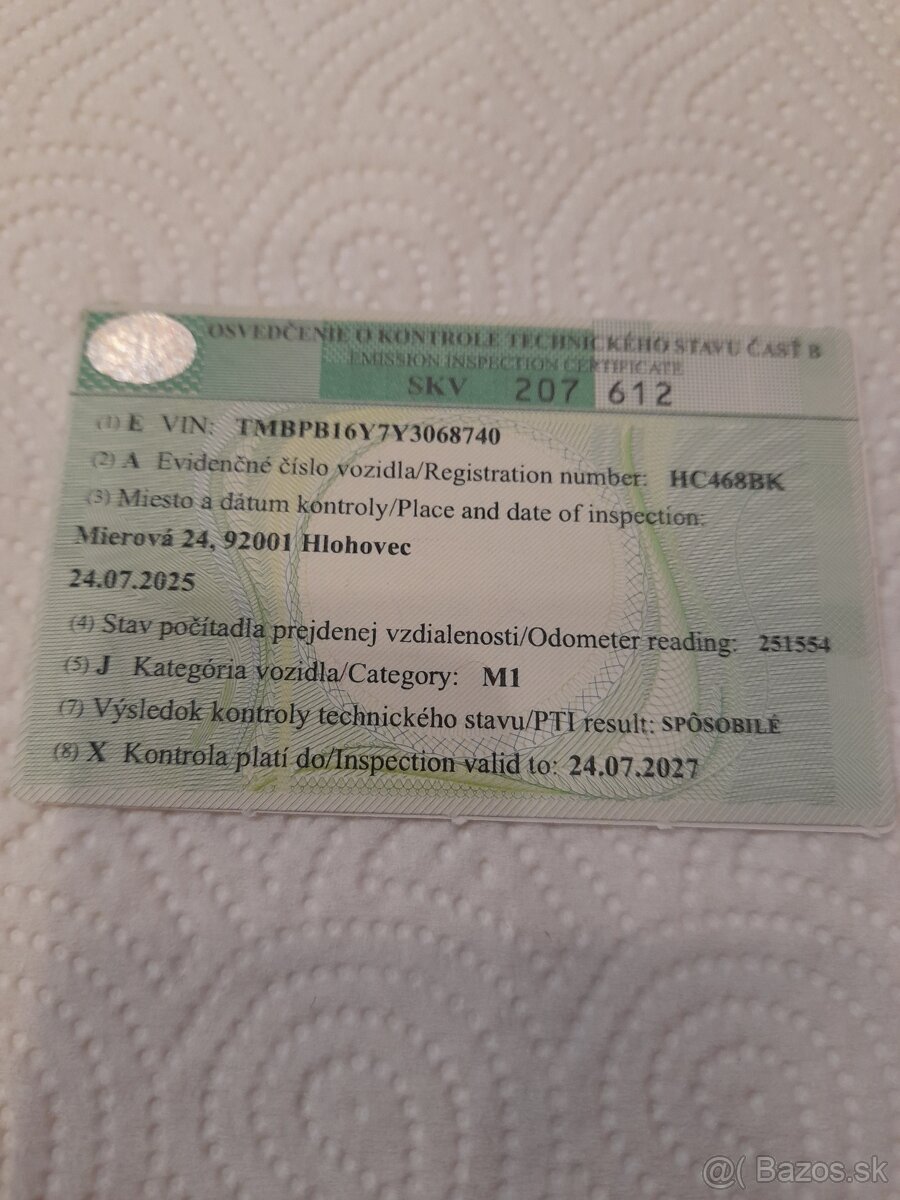 OSVEDČENIE O KONTROLE TECHNICKÉHO STAVU ČASŤ B
EMISSION INSPECTION CERTIFICATE
SKV 207 612
(1) E VIN: TMBPB16Y7Y3068740
(2) A Evidenčné číslo vozidla/Registration number: HC468BK
(3) Miesto a dátum kontroly/Place and date of inspection:
Mierová 24, 92001 Hlohovec
24.07.2025
(4) Stav počítadla prejdenej vzdialenosti/Odometer reading: 251554
(5) J Kategória vozidla/Category: M1
(7) Výsledok kontroly technického stavu/PTI result: SPÔSOBILÉ
(8) X Kontrola platí do/Inspection valid to: 24.07.2027
@( Bazos.sk